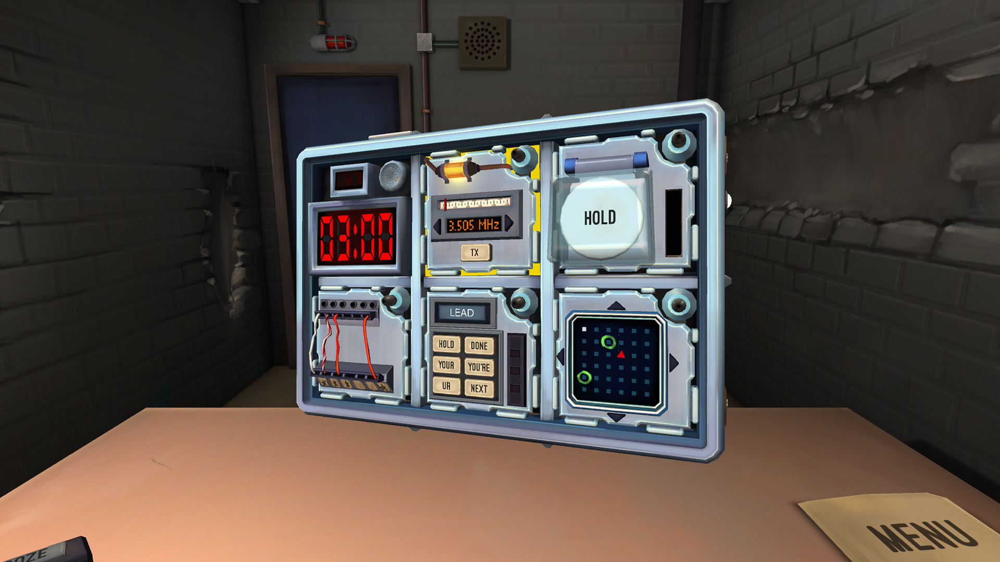 03:00
3.505 MHz
TX
HOLD
LEAD
HOLD DONE
YOUR YOU'RE
UR NEXT
MENU